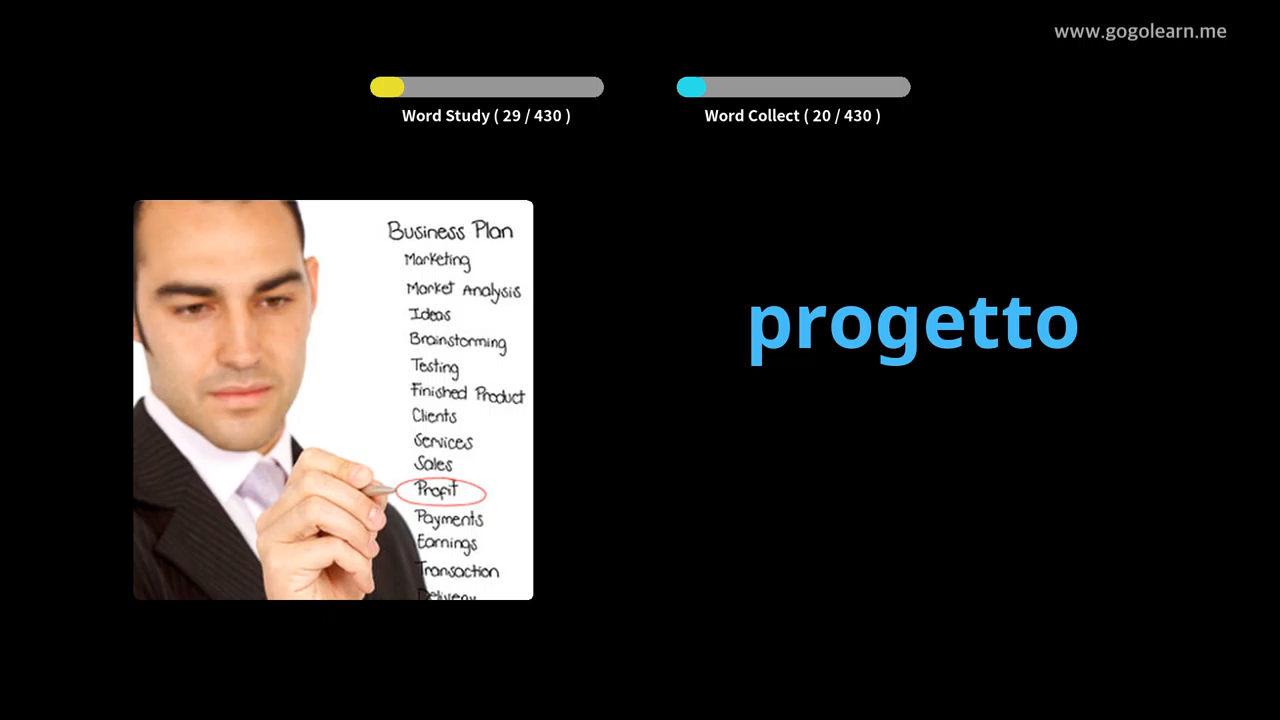 www.gogolearn.me
Word Study ( 29 / 430 )
Word Collect ( 20 / 430 )
Business Plan
Marketing
Market Analysis
Ideas
Brainstorming
Testing
Finished Product
Clients
Services
Sales
Profit
Payments
Earnings
Transaction
Delivery
progetto